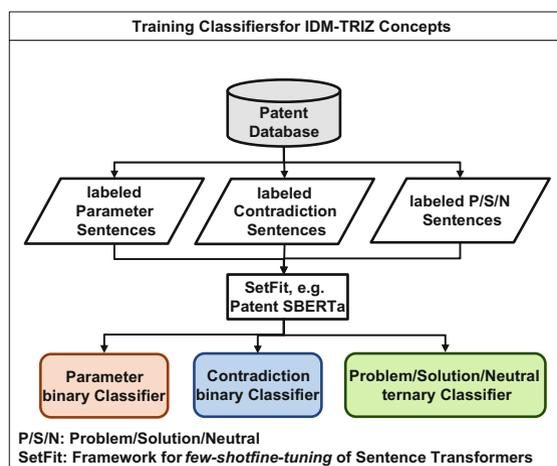 Training Classifiersfor IDM-TRIZ Concepts
Patent
Database
labeled
Parameter
Sentences
labeled
Contradiction
Sentences
labeled P/S/N
Sentences
SetFit, e.g.
Patent SBERTa
Parameter
binary Classifier
Contradiction
binary Classifier
Problem/Solution/Neutral
ternary Classifier
P/S/N: Problem/Solution/Neutral
SetFit: Framework for few-shotfine-tuning of Sentence Transformers